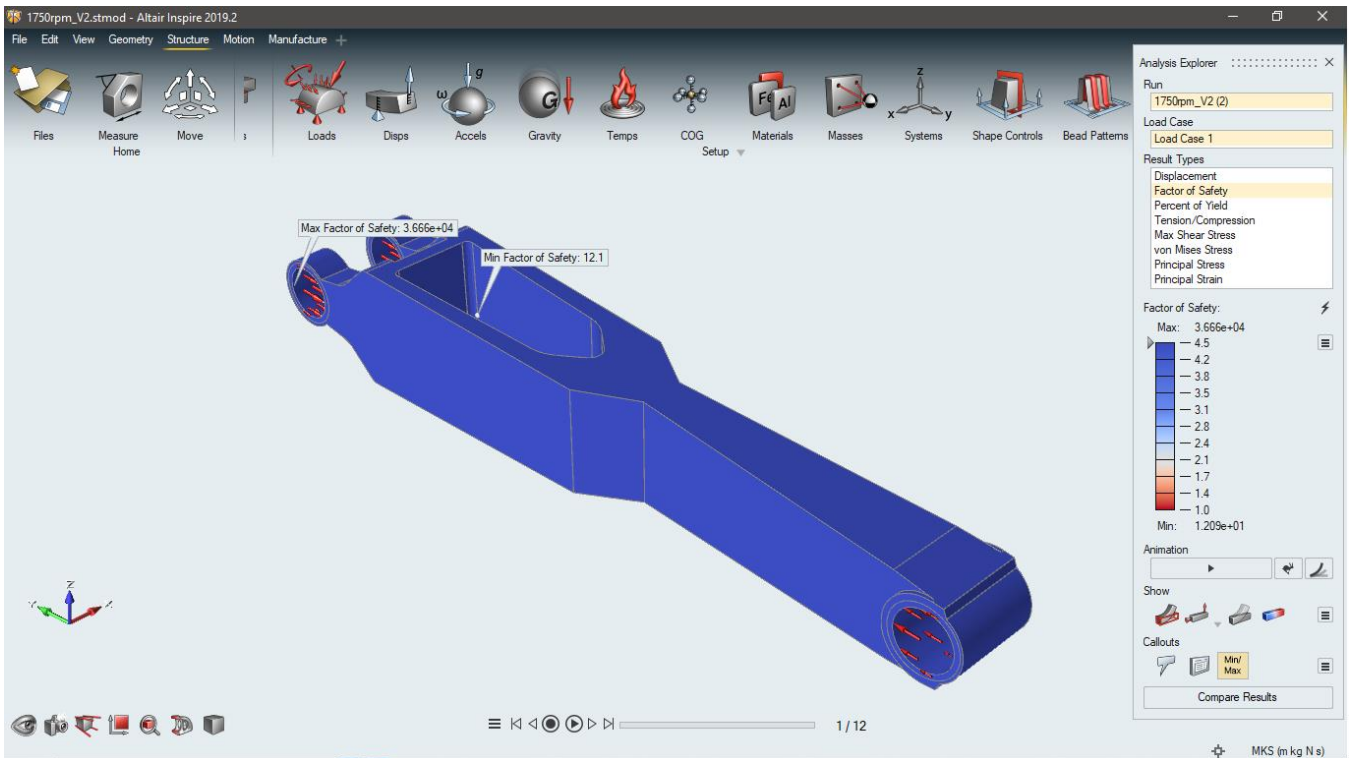 1750rpm_V2.stmod - Altair Inspire 2019.2
File Edit View Geometry Structure Motion Manufacture +
Files Measure Move s Loads Disps Accels Gravity Temps COG Materials Masses Systems Shape Controls Bead Patterns
Home Setup
ω g G Fe Al z x y
Analysis Explorer
Run
1750rpm_V2 (2)
Load Case
Load Case 1
Result Types
Displacement
Factor of Safety
Percent of Yield
Tension/Compression
Max Shear Stress
von Mises Stress
Principal Stress
Principal Strain
Factor of Safety:
Max: 3.666e+04
4.5
4.2
3.8
3.5
3.1
2.8
2.4
2.1
1.7
1.4
1.0
Min: 1.209e+01
Animation
Show
Callouts
Min/
Max
Compare Results
Max Factor of Safety: 3.666e+04
Min Factor of Safety: 12.1
Z
Y X
1 / 12
MKS (m kg N s)